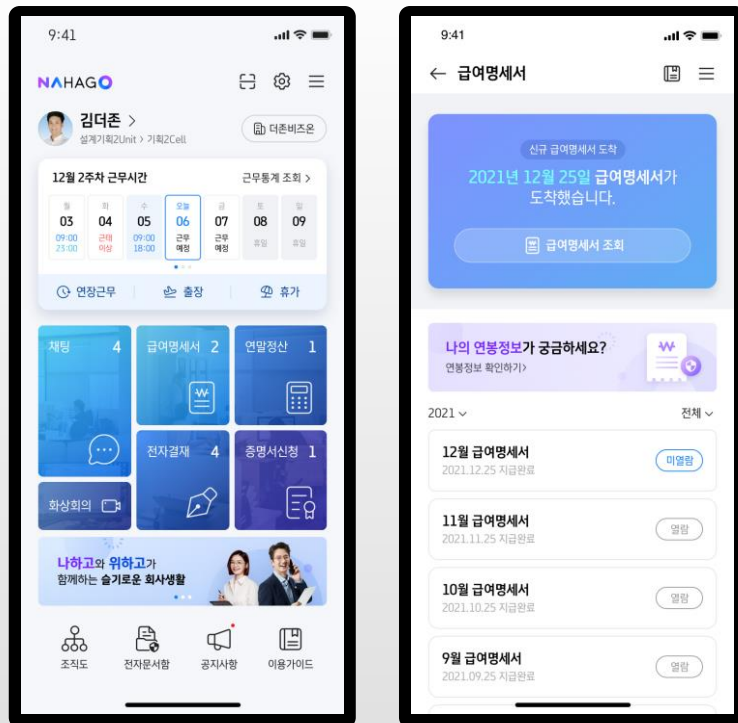 9:41
NAHAGO
김더존 >
설계기획2Unit > 기획2Cell
더존비즈온
12월 2주차 근무시간
근무통계 조회 >
월 화 수 오늘 금 토 일
03 04 05 06 07 08 09
09:00 근태 09:00 근무 근무 휴일 휴일
23:00 이상 18:00 예정 예정
연장근무 출장 휴가
채팅 4
급여명세서 2
연말정산 1
전자결재 4
증명서신청 1
화상회의
나하고와 위하고가
함께하는 슬기로운 회사생활
조직도 전자문서함 공지사항 이용가이드
9:41
급여명세서
신규 급여명세서 도착
2021년 12월 25일 급여명세서가
도착했습니다.
급여명세서 조회
나의 연봉정보가 궁금하세요?
연봉정보 확인하기>
2021
전체
12월 급여명세서
2021.12.25 지급완료
미열람
11월 급여명세서
2021.11.25 지급완료
열람
10월 급여명세서
2021.10.25 지급완료
열람
9월 급여명세서
2021.09.25 지급완료
열람